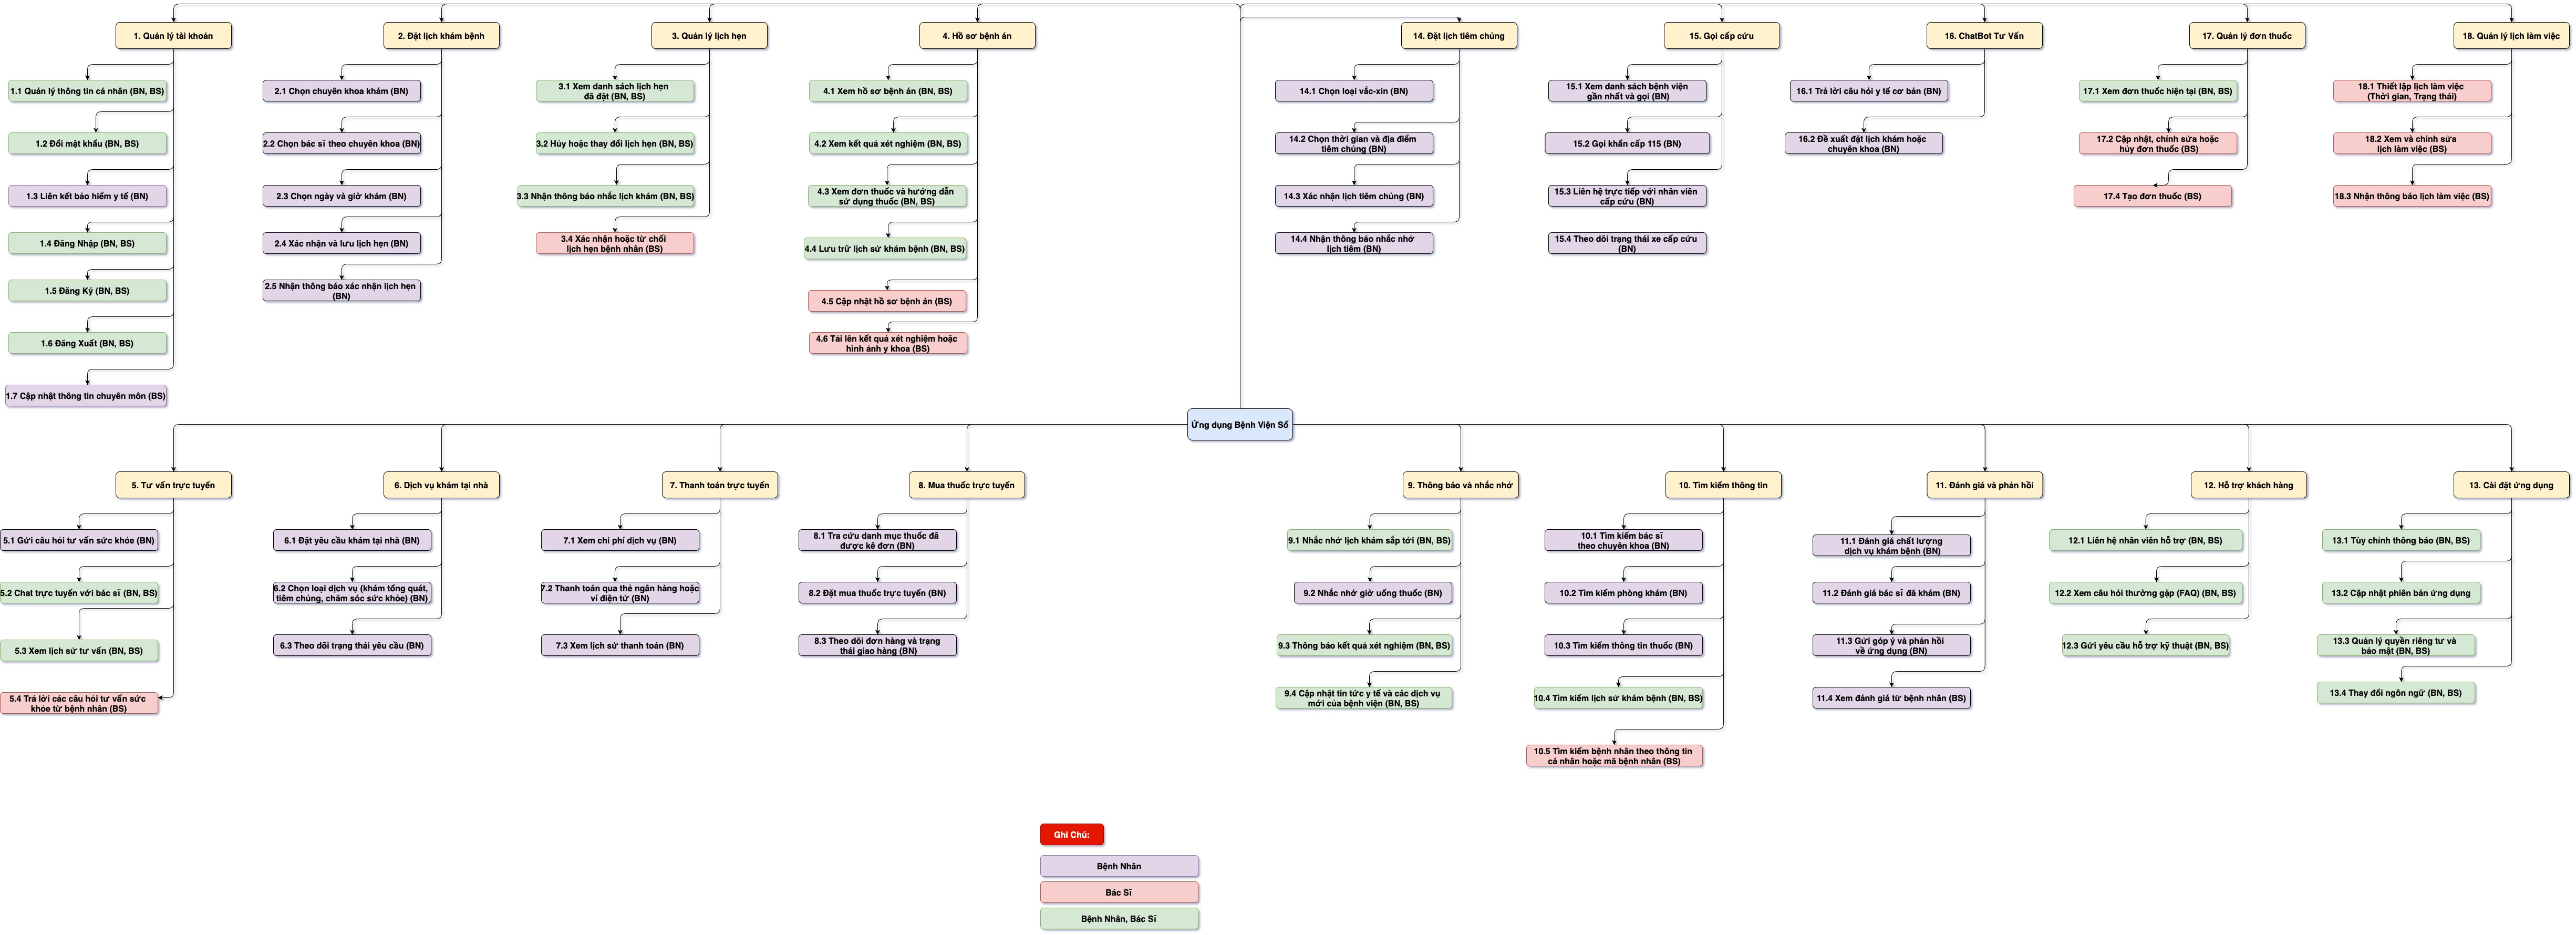 1. Quản lý tài khoản
2. Đặt lịch khám bệnh
3. Quản lý lịch hẹn
4. Hồ sơ bệnh án
14. Đặt lịch tiêm chủng
15. Gọi cấp cứu
16. ChatBot Tư Vấn
17. Quản lý đơn thuốc
18. Quản lý lịch làm việc
1.1 Quản lý thông tin cá nhân (BN, BS)
1.2 Đổi mật khẩu (BN, BS)
1.3 Liên kết bảo hiểm y tế (BN)
1.4 Đăng Nhập (BN, BS)
1.5 Đăng Ký (BN, BS)
1.6 Đăng Xuất (BN, BS)
1.7 Cập nhật thông tin chuyên môn (BS)
2.1 Chọn chuyên khoa khám (BN)
2.2 Chọn bác sĩ theo chuyên khoa (BN)
2.3 Chọn ngày và giờ khám (BN)
2.4 Xác nhận và lưu lịch hẹn (BN)
2.5 Nhận thông báo xác nhận lịch hẹn
(BN)
3.1 Xem danh sách lịch hẹn
đã đặt (BN, BS)
3.2 Hủy hoặc thay đổi lịch hẹn (BN, BS)
3.3 Nhận thông báo nhắc lịch khám (BN, BS)
3.4 Xác nhận hoặc từ chối
lịch hẹn bệnh nhân (BS)
4.1 Xem hồ sơ bệnh án (BN, BS)
4.2 Xem kết quả xét nghiệm (BN, BS)
4.3 Xem đơn thuốc và hướng dẫn
sử dụng thuốc (BN, BS)
4.4 Lưu trữ lịch sử khám bệnh (BN, BS)
4.5 Cập nhật hồ sơ bệnh án (BS)
4.6 Tải lên kết quả xét nghiệm hoặc
hình ảnh y khoa (BS)
14.1 Chọn loại vắc-xin (BN)
14.2 Chọn thời gian và địa điểm
tiêm chủng (BN)
14.3 Xác nhận lịch tiêm chủng (BN)
14.4 Nhận thông báo nhắc nhở
lịch tiêm (BN)
15.1 Xem danh sách bệnh viện
gần nhất và gọi (BN)
15.2 Gọi khẩn cấp 115 (BN)
15.3 Liên hệ trực tiếp với nhân viên
cấp cứu (BN)
15.4 Theo dõi trạng thái xe cấp cứu
(BN)
16.1 Trả lời câu hỏi y tế cơ bản (BN)
16.2 Đề xuất đặt lịch khám hoặc
chuyên khoa (BN)
17.1 Xem đơn thuốc hiện tại (BN, BS)
17.2 Cập nhật, chỉnh sửa hoặc
hủy đơn thuốc (BS)
17.4 Tạo đơn thuốc (BS)
18.1 Thiết lập lịch làm việc
(Thời gian, Trạng thái)
18.2 Xem và chỉnh sửa
lịch làm việc (BS)
18.3 Nhận thông báo lịch làm việc (BS)
Ứng dụng Bệnh Viện Số
5. Tư vấn trực tuyến
6. Dịch vụ khám tại nhà
7. Thanh toán trực tuyến
8. Mua thuốc trực tuyến
9. Thông báo và nhắc nhở
10. Tìm kiếm thông tin
11. Đánh giá và phản hồi
12. Hỗ trợ khách hàng
13. Cài đặt ứng dụng
5.1 Gửi câu hỏi tư vấn sức khỏe (BN)
5.2 Chat trực tuyến với bác sĩ (BN, BS)
5.3 Xem lịch sử tư vấn (BN, BS)
5.4 Trả lời các câu hỏi tư vấn sức
khỏe từ bệnh nhân (BS)
6.1 Đặt yêu cầu khám tại nhà (BN)
6.2 Chọn loại dịch vụ (khám tổng quát,
tiêm chủng, chăm sóc sức khỏe) (BN)
6.3 Theo dõi trạng thái yêu cầu (BN)
7.1 Xem chi phí dịch vụ (BN)
7.2 Thanh toán qua thẻ ngân hàng hoặc
ví điện tử (BN)
7.3 Xem lịch sử thanh toán (BN)
8.1 Tra cứu danh mục thuốc đã
được kê đơn (BN)
8.2 Đặt mua thuốc trực tuyến (BN)
8.3 Theo dõi đơn hàng và trạng
thái giao hàng (BN)
9.1 Nhắc nhở lịch khám sắp tới (BN, BS)
9.2 Nhắc nhở giờ uống thuốc (BN)
9.3 Thông báo kết quả xét nghiệm (BN, BS)
9.4 Cập nhật tin tức y tế và các dịch vụ
mới của bệnh viện (BN, BS)
10.1 Tìm kiếm bác sĩ
theo chuyên khoa (BN)
10.2 Tìm kiếm phòng khám (BN)
10.3 Tìm kiếm thông tin thuốc (BN)
10.4 Tìm kiếm lịch sử khám bệnh (BN, BS)
10.5 Tìm kiếm bệnh nhân theo thông tin
cá nhân hoặc mã bệnh nhân (BS)
11.1 Đánh giá chất lượng
dịch vụ khám bệnh (BN)
11.2 Đánh giá bác sĩ đã khám (BN)
11.3 Gửi góp ý và phản hồi
về ứng dụng (BN)
11.4 Xem đánh giá từ bệnh nhân (BS)
12.1 Liên hệ nhân viên hỗ trợ (BN, BS)
12.2 Xem câu hỏi thường gặp (FAQ) (BN, BS)
12.3 Gửi yêu cầu hỗ trợ kỹ thuật (BN, BS)
13.1 Tùy chỉnh thông báo (BN, BS)
13.2 Cập nhật phiên bản ứng dụng
13.3 Quản lý quyền riêng tư và
bảo mật (BN, BS)
13.4 Thay đổi ngôn ngữ (BN, BS)
Ghi Chú:
Bệnh Nhân
Bác Sĩ
Bệnh Nhân, Bác Sĩ